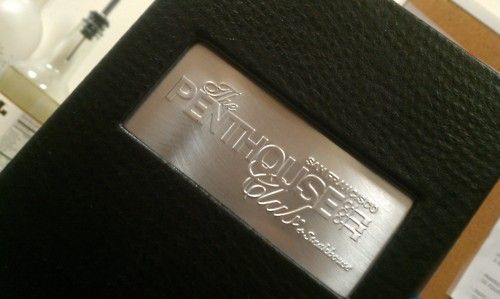 The
PENTHOUSE
SAN FRANCISCO
Club
& Steakhouse